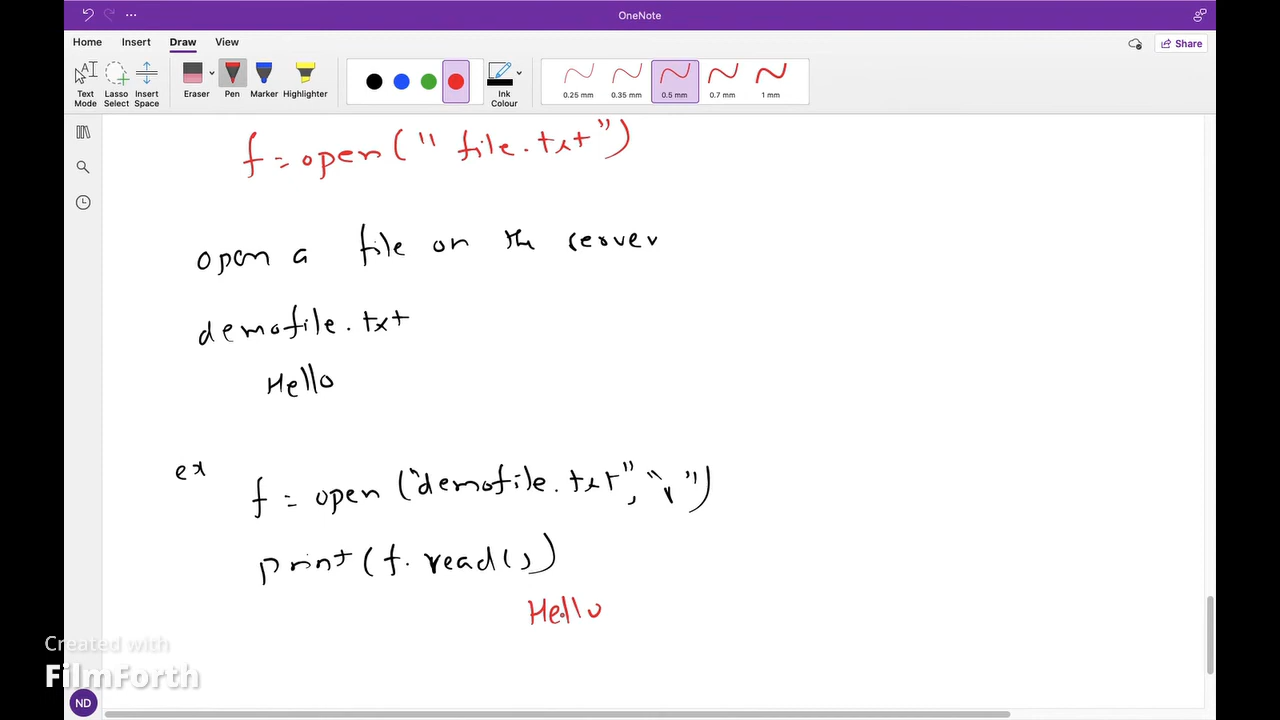 OneNote
Home Insert Draw View
Share
Text Mode Lasso Select Insert Space Eraser Pen Marker Highlighter Ink Colour 0.25 mm 0.35 mm 0.5 mm 0.7 mm 1 mm
f=open(" file.txt")
open a file on the server
demofile.txt
Hello
ex f = open ("demofile.txt", "r")
print (f. read())
Hello
Created with
FilmForth
ND